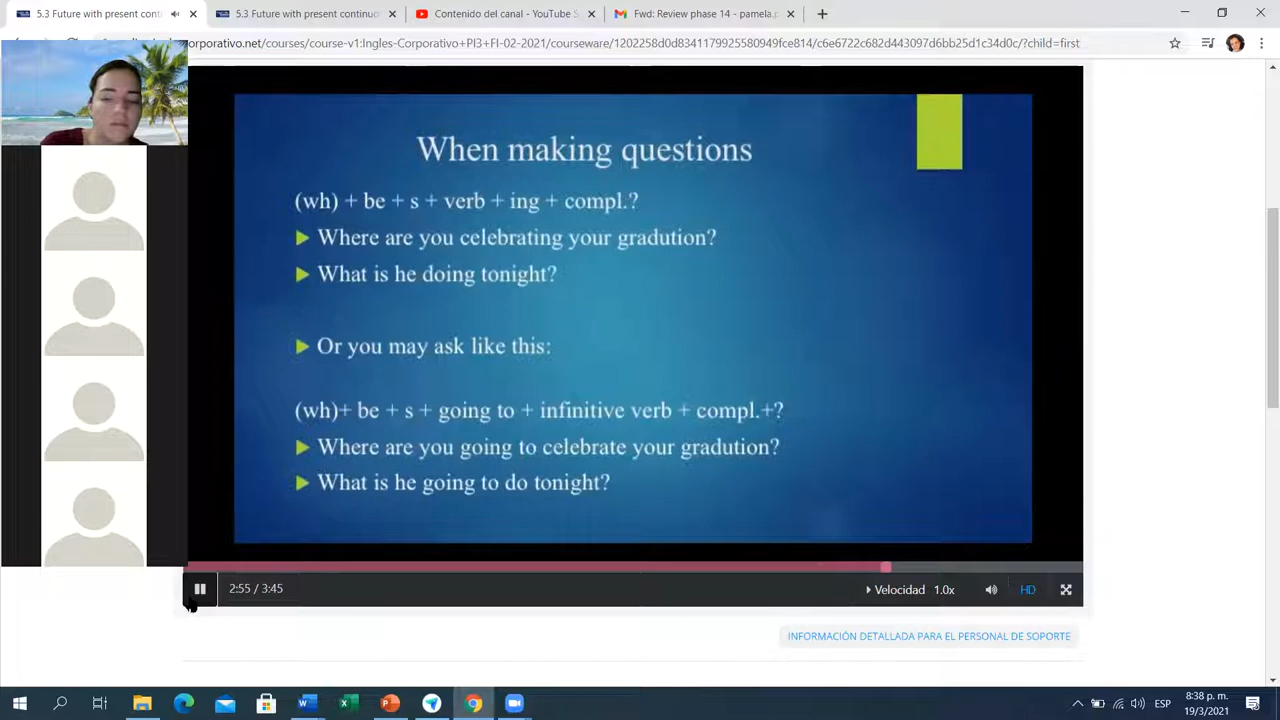 5.3 Future with present conti
5.3 Future with present continuo
Contenido del canal - YouTube S
Fwd: Review phase 14 - pamela.p
orporativo.net/courses/course-v1:Ingles-Corporativo+PI3+FI-02-2021/courseware/1202258d0d8341179925580949fce814/c6e6722c682d443097d6bb25d1c34d0c/?child=first
When making questions
(wh) + be + s + verb + ing + compl.?
Where are you celebrating your gradution?
What is he doing tonight?
Or you may ask like this:
(wh)+ be + s + going to + infinitive verb + compl.+?
Where are you going to celebrate your gradution?
What is he going to do tonight?
2:55 / 3:45
Velocidad 1.0x
HD
INFORMACIÓN DETALLADA PARA EL PERSONAL DE SOPORTE
ESP
8:38 p. m.
19/3/2021